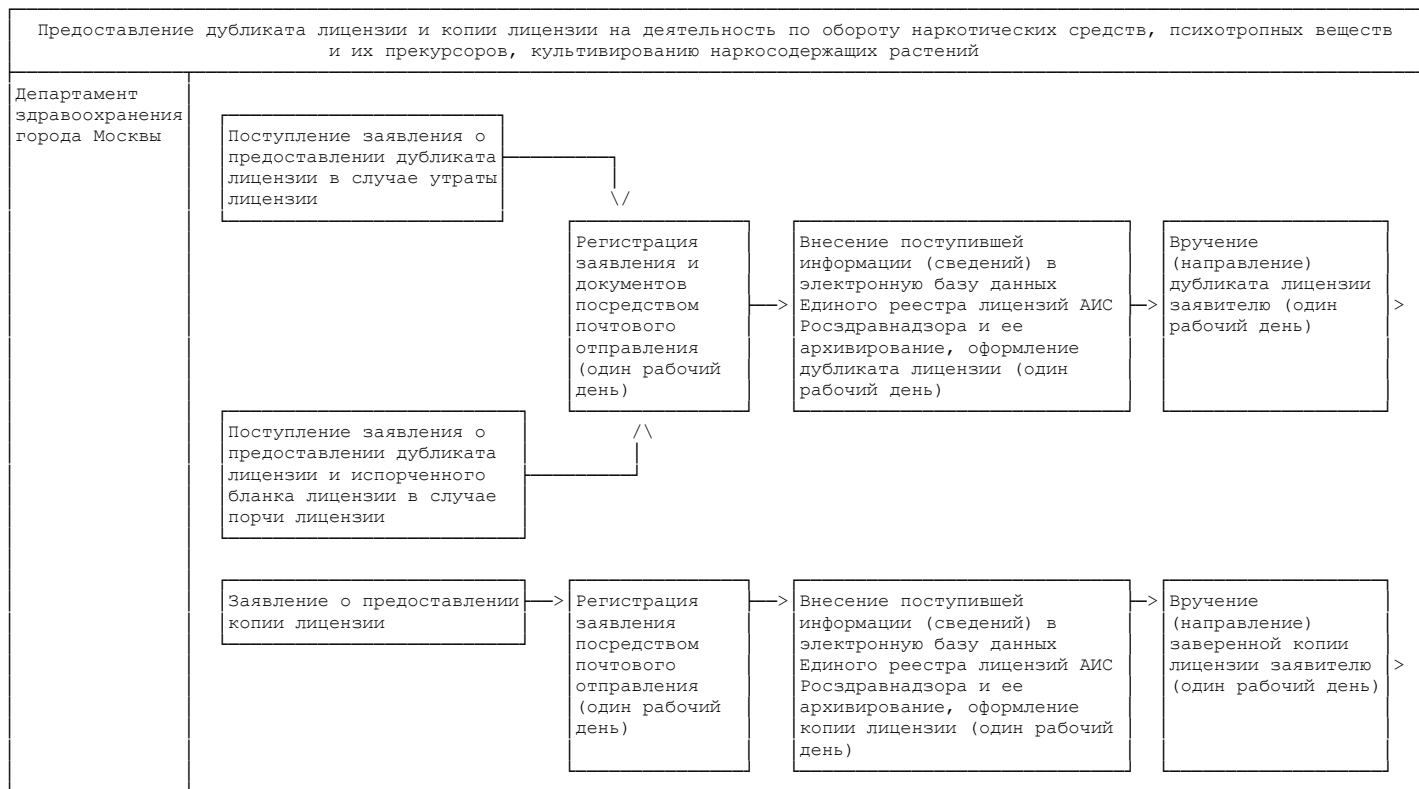 Предоставление дубликата лицензии и копии лицензии на деятельность по обороту наркотических средств, психотропных веществ
и их прекурсоров, культивированию наркосодержащих растений
Департамент
здравоохранения
города Москвы
Поступление заявления о
предоставлении дубликата
лицензии в случае утраты
лицензии
Регистрация
заявления и
документов
посредством
почтового
отправления
(один рабочий
день)
Внесение поступившей
информации (сведений) в
электронную базу данных
Единого реестра лицензий АИС
Росздравнадзора и ее
архивирование, оформление
дубликата лицензии (один
рабочий день)
Вручение
(направление)
дубликата лицензии
заявителю (один
рабочий день)
Поступление заявления о
предоставлении дубликата
лицензии и испорченного
бланка лицензии в случае
порчи лицензии
Заявление о предоставлении
копии лицензии
Регистрация
заявления
посредством
почтового
отправления
(один рабочий
день)
Внесение поступившей
информации (сведений) в
электронную базу данных
Единого реестра лицензий АИС
Росздравнадзора и ее
архивирование, оформление
копии лицензии (один рабочий
день)
Вручение
(направление)
заверенной копии
лицензии заявителю
(один рабочий день)